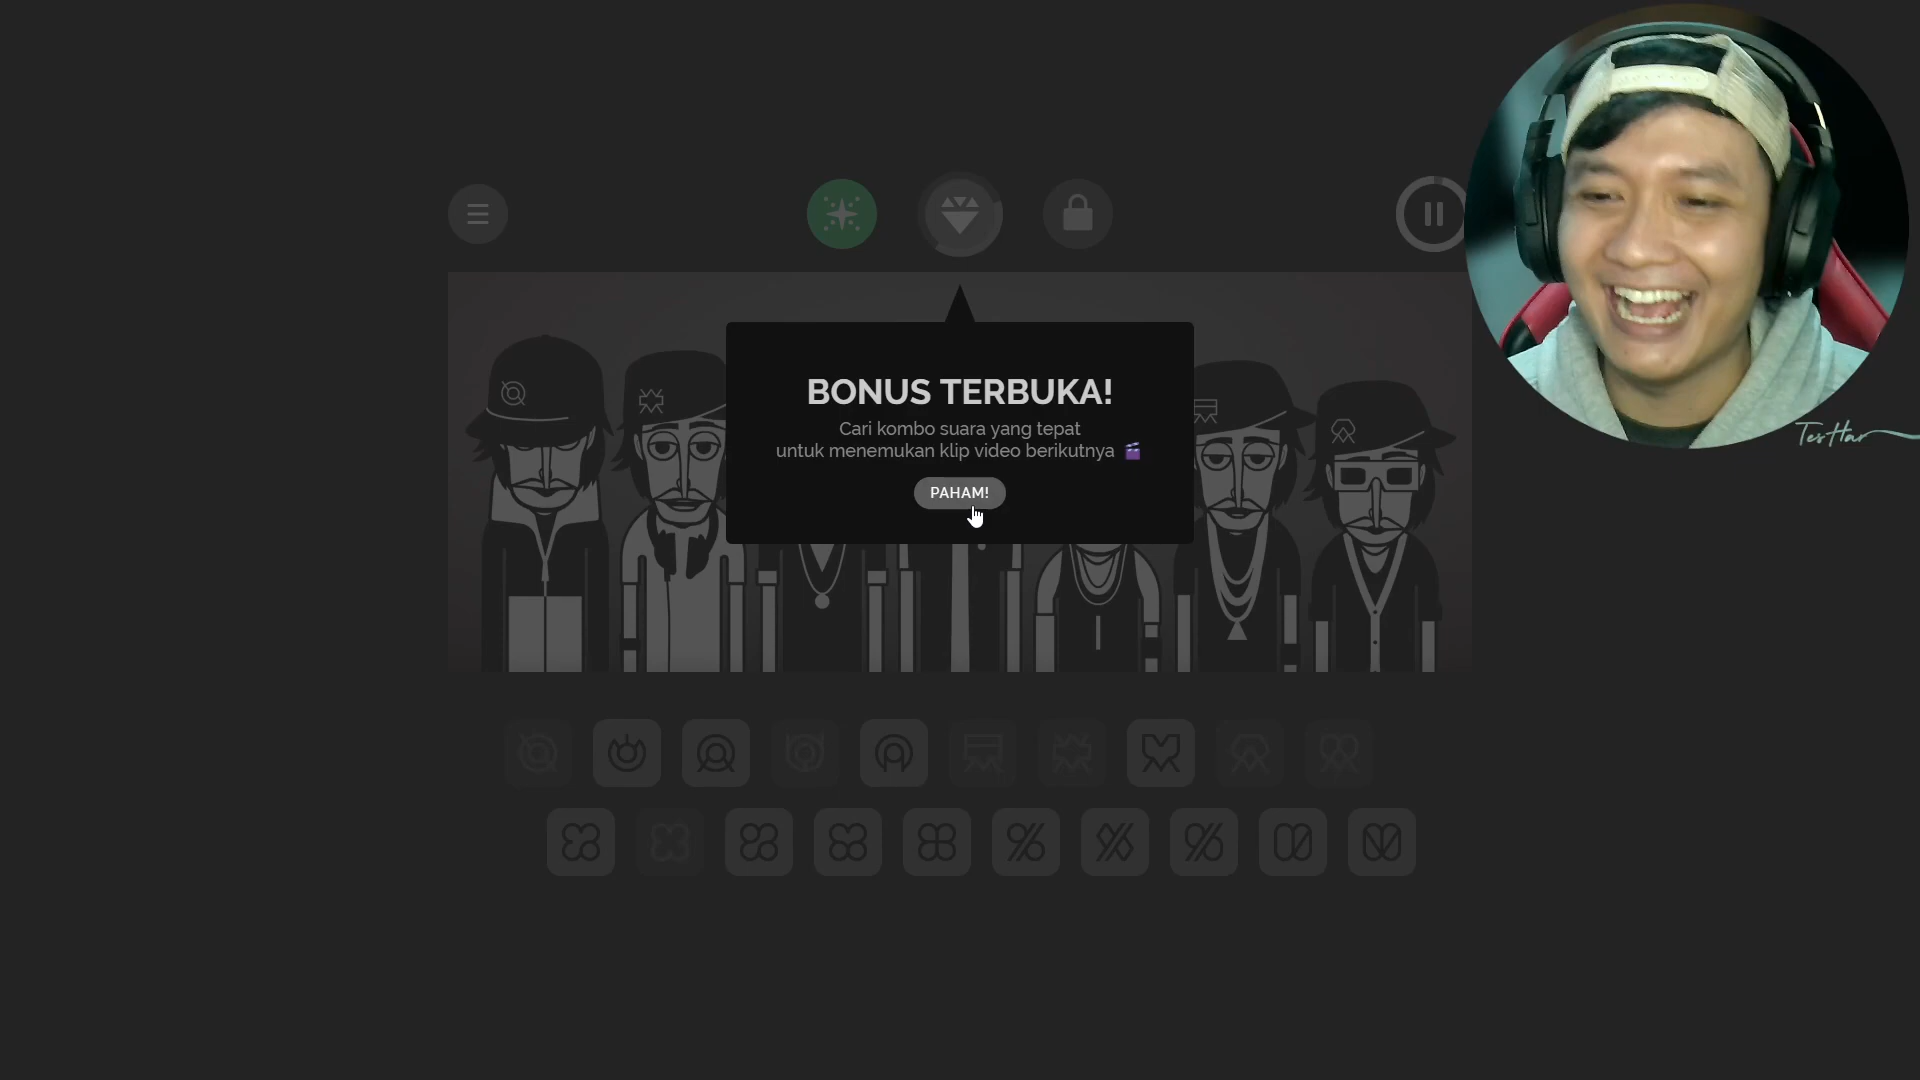 BONUS TERBUKA!
Cari kombo suara yang tepat
untuk menemukan klip video berikutnya
PAHAM!
TesHar